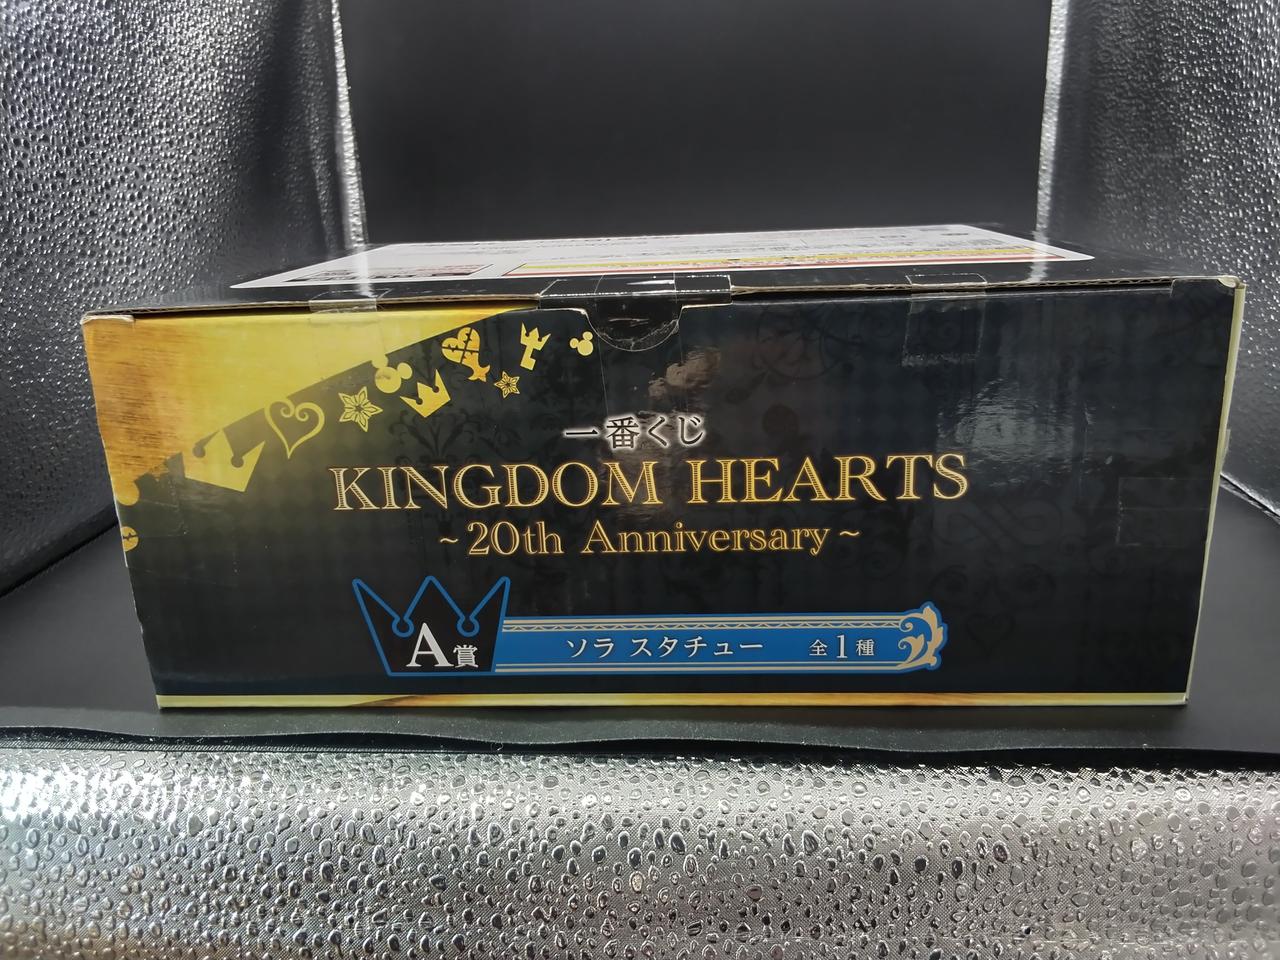 一番くじ
KINGDOM HEARTS
~20th Anniversary~
A賞 ソラ スタチュー 全1種